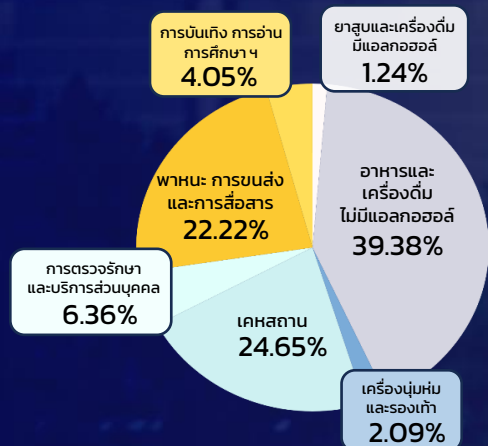 การบันเทิง การอ่าน
การศึกษา ฯ
4.05%
ยาสูบและเครื่องดื่ม
มีแอลกอฮอล์
1.24%
พาหนะ การขนส่ง
และการสื่อสาร
22.22%
อาหารและ
เครื่องดื่ม
ไม่มีแอลกอฮอล์
39.38%
การตรวจรักษา
และบริการส่วนบุคคล
6.36%
เคหสถาน
24.65%
เครื่องนุ่มห่ม
และรองเท้า
2.09%